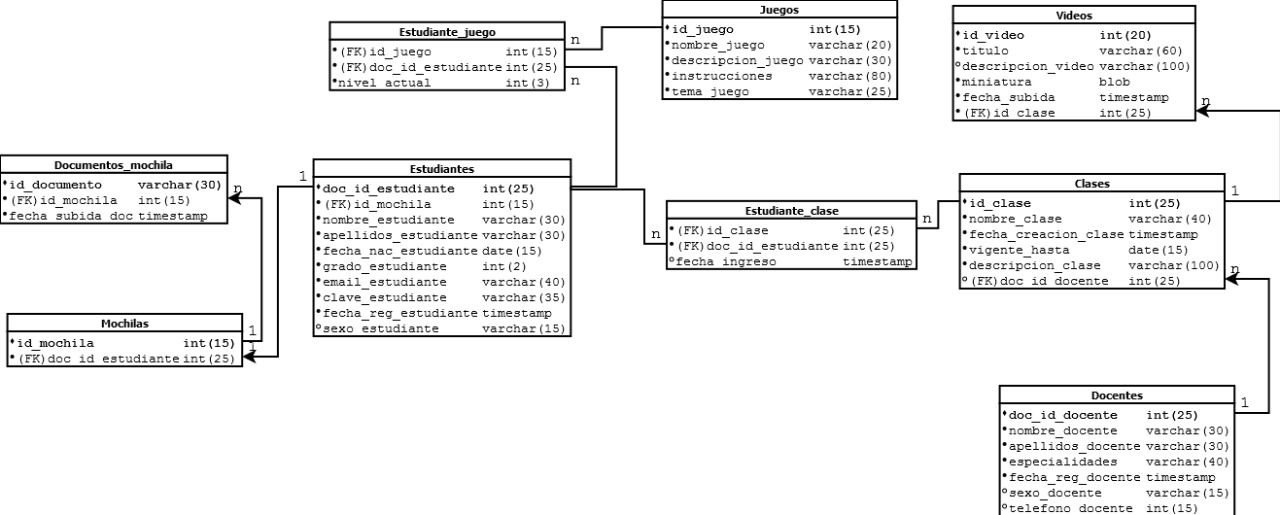 Estudiante_juego
(FK)id_juego int(15)
(FK)doc_id_estudiante int(25)
nivel_actual int(3)
n
n
Juegos
id_juego int(15)
nombre_juego varchar(20)
descripcion_juego varchar(30)
instrucciones varchar(80)
tema_juego varchar(25)
Videos
id_video int(20)
titulo varchar(60)
descripcion_video varchar(100)
miniatura blob
fecha_subida timestamp
(FK)id_clase int(25)
n
Documentos_mochila
id_documento varchar(30)
(FK)id_mochila int(15)
fecha_subida_doc timestamp
n
1
Estudiantes
doc_id_estudiante int(25)
(FK)id_mochila int(15)
nombre_estudiante varchar(30)
apellidos_estudiante varchar(30)
fecha_nac_estudiante date(15)
grado_estudiante int(2)
email_estudiante varchar(40)
clave_estudiante varchar(35)
fecha_reg_estudiante timestamp
sexo_estudiante varchar(15)
n
Estudiante_clase
(FK)id_clase int(25)
(FK)doc_id_estudiante int(25)
fecha_ingreso timestamp
n
Clases
id_clase int(25)
nombre_clase varchar(40)
fecha_creacion_clase timestamp
vigente_hasta date(15)
descripcion_clase varchar(100)
(FK)doc_id_docente int(25)
1
n
Mochilas
id_mochila int(15)
(FK)doc_id_estudiante int(25)
1
1
Docentes
doc_id_docente int(25)
nombre_docente varchar(30)
apellidos_docente varchar(30)
especialidades varchar(40)
fecha_reg_docente timestamp
sexo_docente varchar(15)
telefono_docente int(15)
1